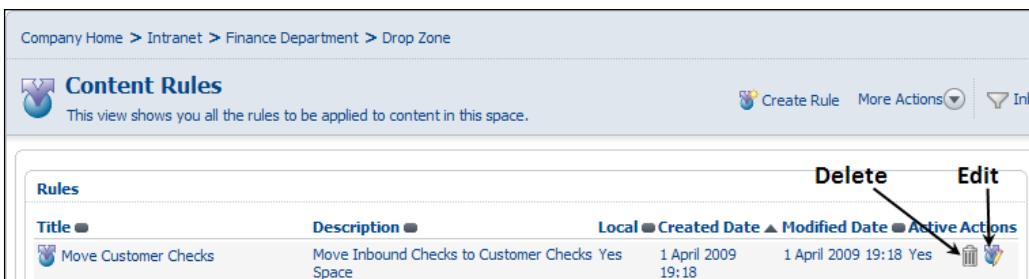 Company Home > Intranet > Finance Department > Drop Zone
Content Rules
This view shows you all the rules to be applied to content in this space.
Create Rule More Actions
Delete Edit
Rules
Title Description Local Created Date Modified Date Active Actions
Move Customer Checks Move Inbound Checks to Customer Checks Yes 1 April 2009 1 April 2009 19:18 Yes
Space 19:18